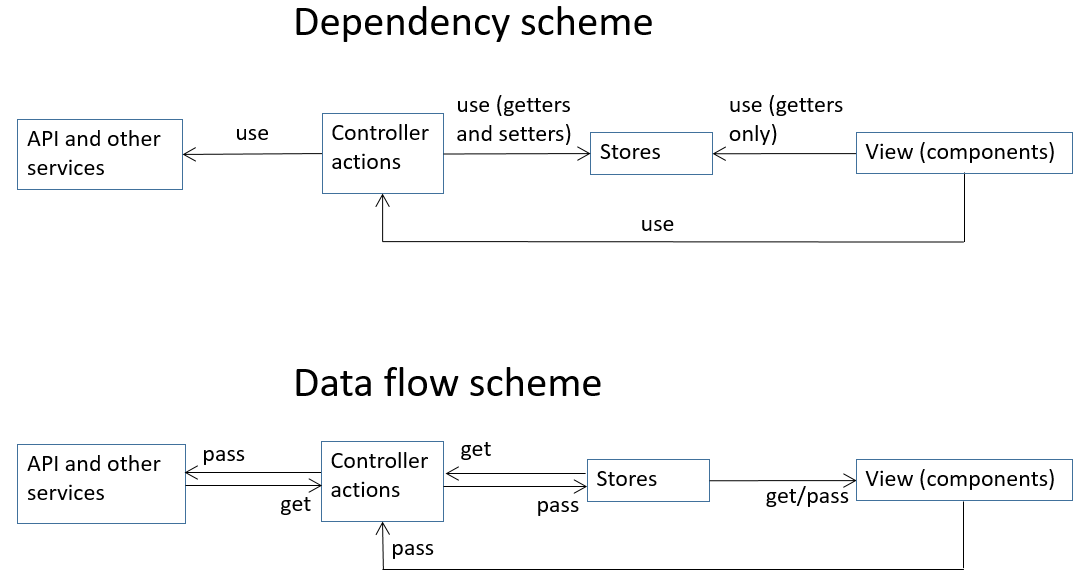 Dependency scheme
API and other
services
use
Controller
actions
use (getters
and setters)
Stores
use (getters
only)
View (components)
use
Data flow scheme
API and other
services
pass
get
Controller
actions
get
pass
Stores
get/pass
View (components)
pass